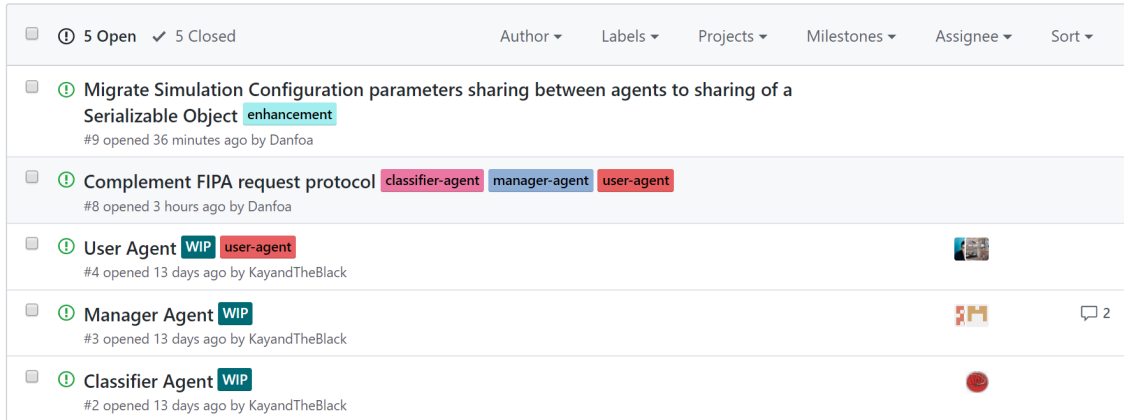 5 Open 5 Closed Author Labels Projects Milestones Assignee Sort
Migrate Simulation Configuration parameters sharing between agents to sharing of a
Serializable Object enhancement
#9 opened 36 minutes ago by Danfoa
Complement FIPA request protocol classifier-agent manager-agent user-agent
#8 opened 3 hours ago by Danfoa
User Agent WIP user-agent
#4 opened 13 days ago by KayandTheBlack
Manager Agent WIP 2
#3 opened 13 days ago by KayandTheBlack
Classifier Agent WIP
#2 opened 13 days ago by KayandTheBlack